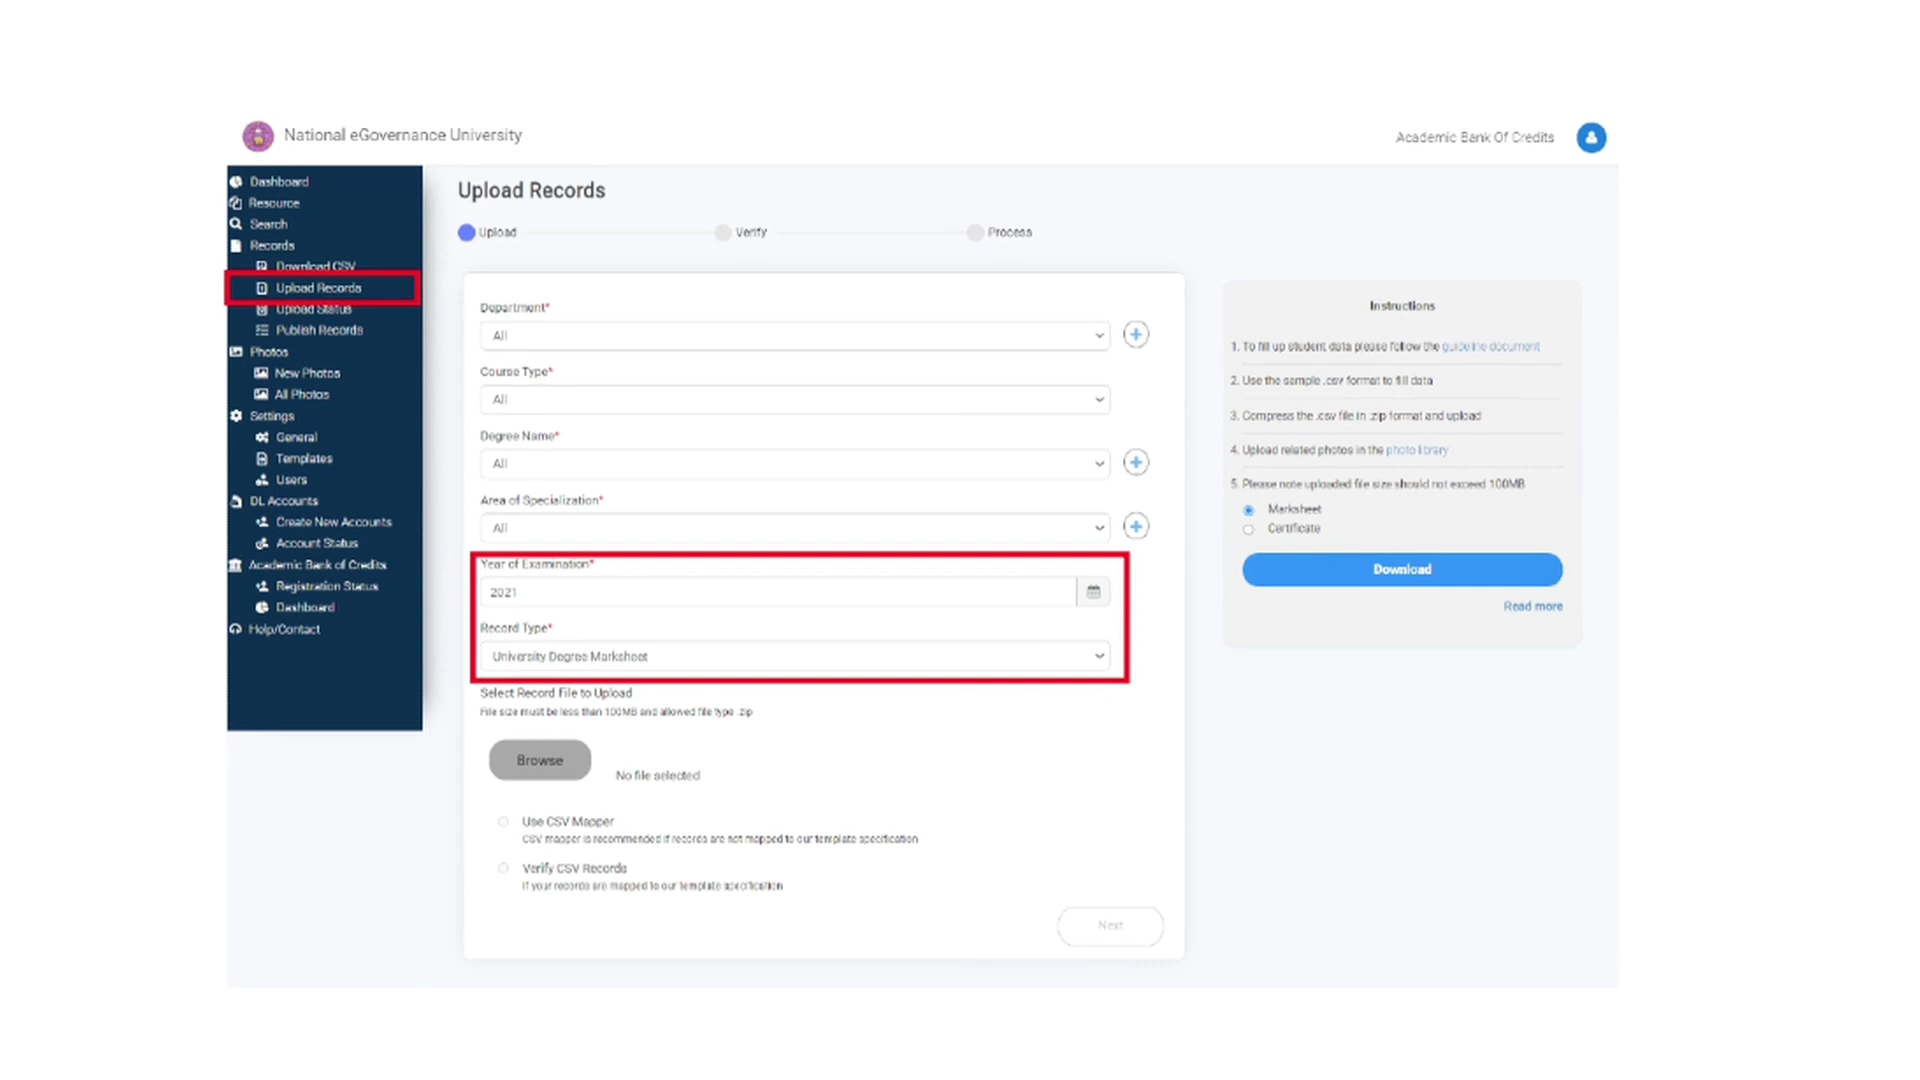 National eGovernance University
Academic Bank Of Credits
Dashboard
Resource
Search
Records
Download CSV
Upload Records
Upload Status
Publish Records
Photos
New Photos
All Photos
Settings
General
Templates
Users
DL Accounts
Create New Accounts
Account Status
Academic Bank of Credits
Registration Status
Dashboard
Help/Contact
Upload Records
Upload
Verify
Process
Department*
All
Course Type*
All
Degree Name*
All
Area of Specialization*
All
Year of Examination*
2021
Record Type*
University Degree Marksheet
Select Record File to Upload
File size must be less than 100MB and allowed file type .zip
Browse
No file selected
Use CSV Mapper
CSV mapper is recommended if records are not mapped to our template specification
Verify CSV Records
If your records are mapped to our template specification
Next
Instructions
1. To fill up student data please follow the guideline document
2. Use the sample .csv format to fill data
3. Compress the .csv file in .zip format and upload
4. Upload related photos in the photo library
5. Please note uploaded file size should not exceed 100MB
Marksheet
Certificate
Download
Read more